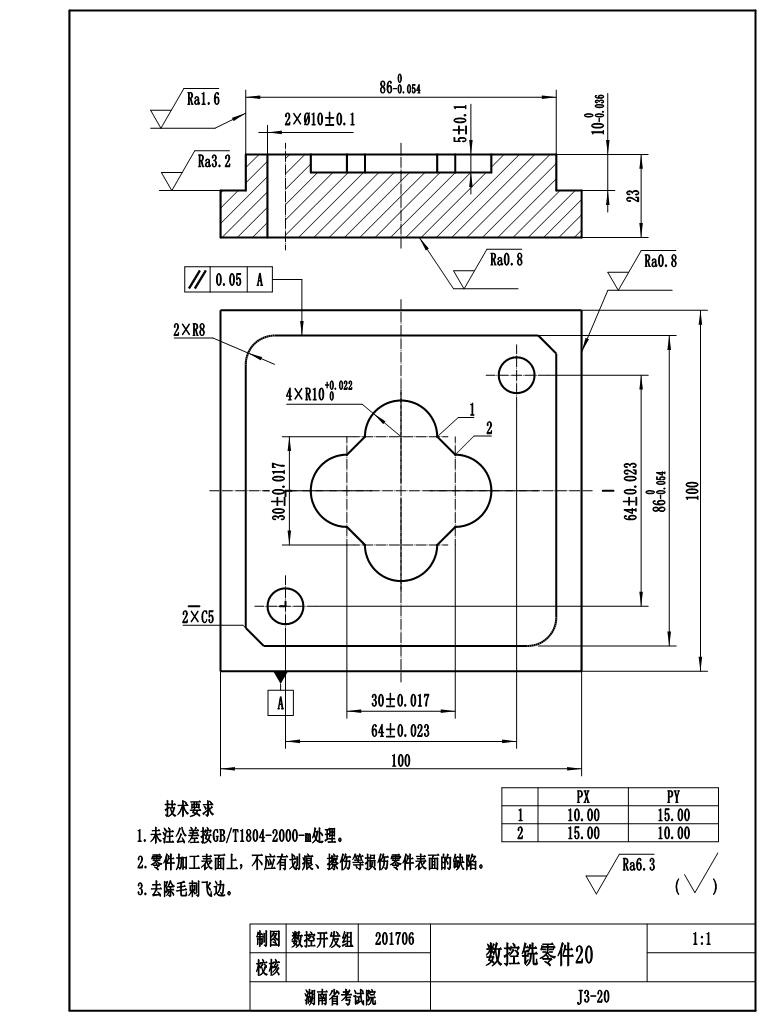 86 0 -0.054
Ra1.6
2×Ø10±0.1
5±0.1
10 0 -0.036
Ra3.2
23
Ra0.8
Ra0.8
// 0.05 A
2×R8
4×R10 +0.022 0
1
2
30±0.017
64±0.023
86 0 -0.054
100
2×C5
A
30±0.017
64±0.023
100
PX PY
1 10.00 15.00
2 15.00 10.00
技术要求
1.未注公差按GB/T1804-2000-m处理。
2.零件加工表面上，不应有划痕、擦伤等损伤零件表面的缺陷。
3.去除毛刺飞边。
Ra6.3 (√)
制图 数控开发组 201706
数控铣零件20
1:1
校核
湖南省考试院
J3-20